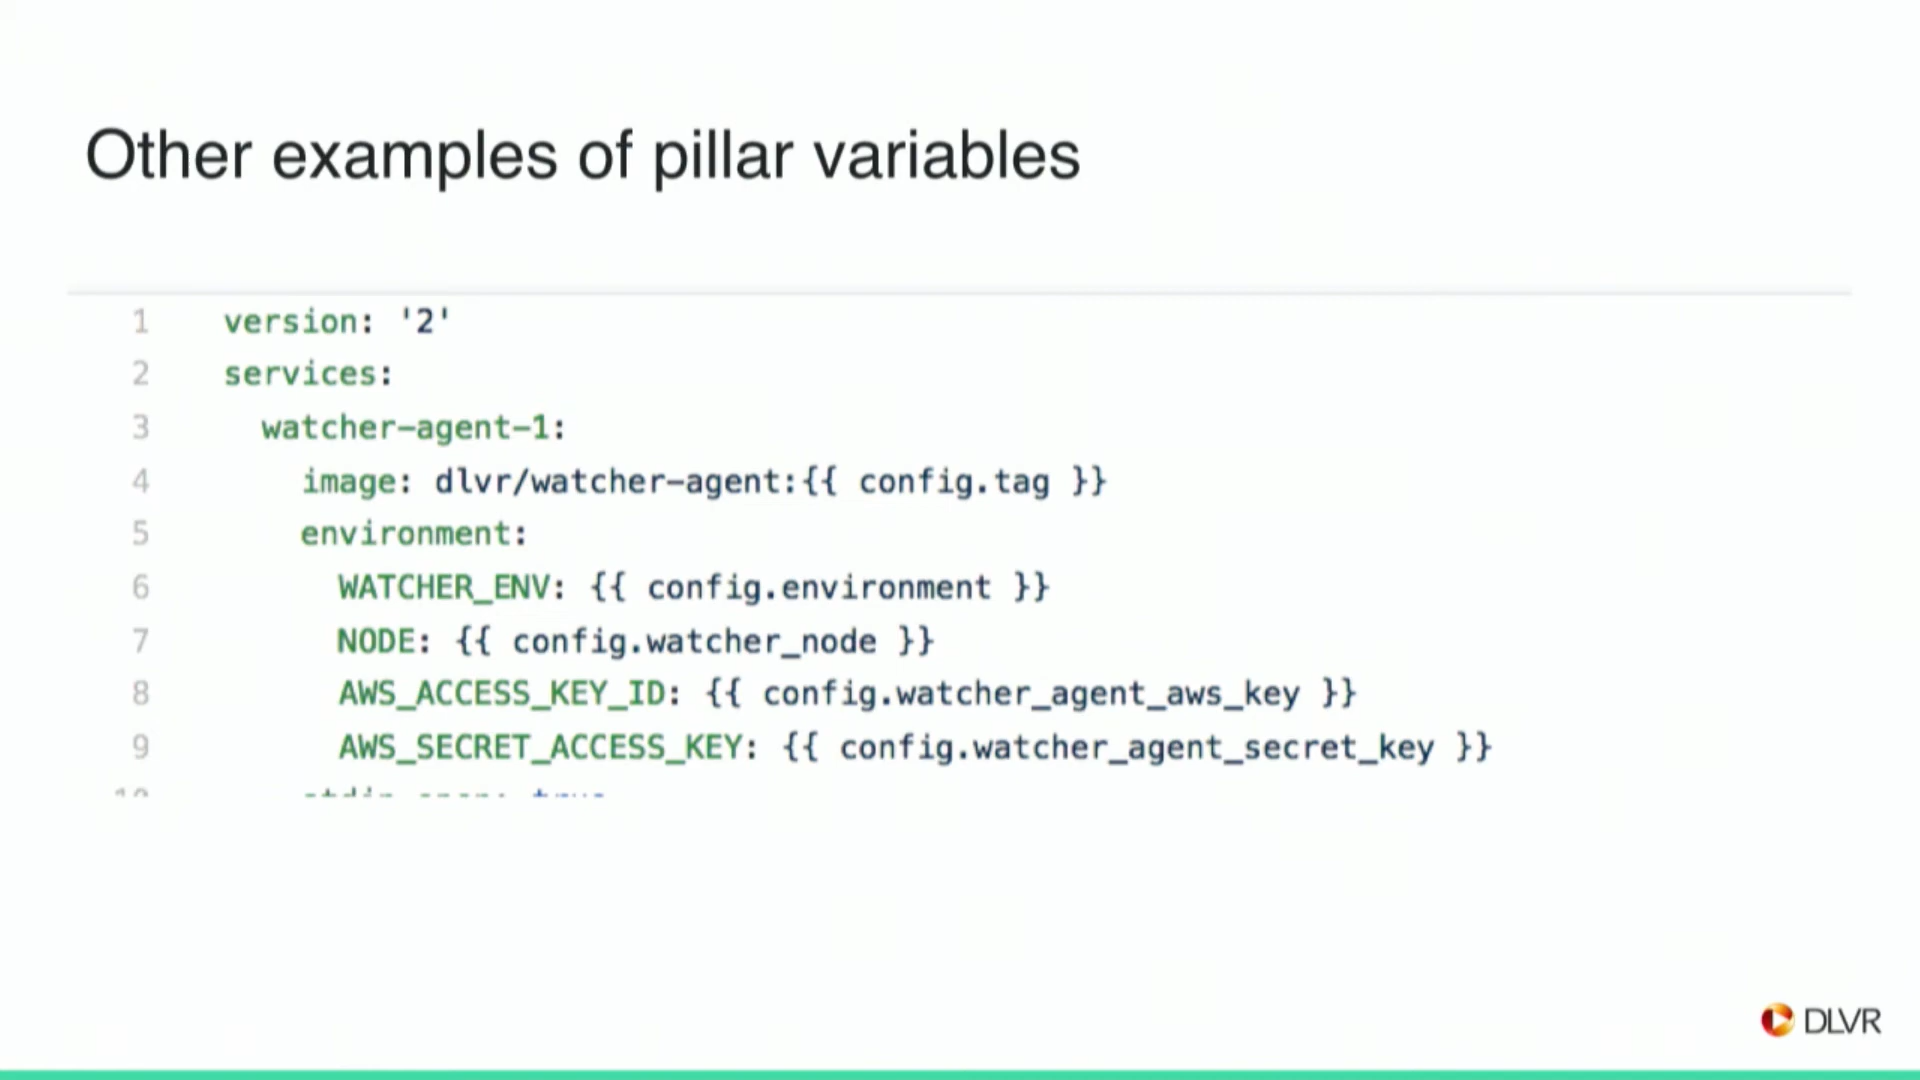 Other examples of pillar variables
1 version: '2'
2 services:
3 watcher-agent-1:
4 image: dlvr/watcher-agent:{{ config.tag }}
5 environment:
6 WATCHER_ENV: {{ config.environment }}
7 NODE: {{ config.watcher_node }}
8 AWS_ACCESS_KEY_ID: {{ config.watcher_agent_aws_key }}
9 AWS_SECRET_ACCESS_KEY: {{ config.watcher_agent_secret_key }}
DLVR